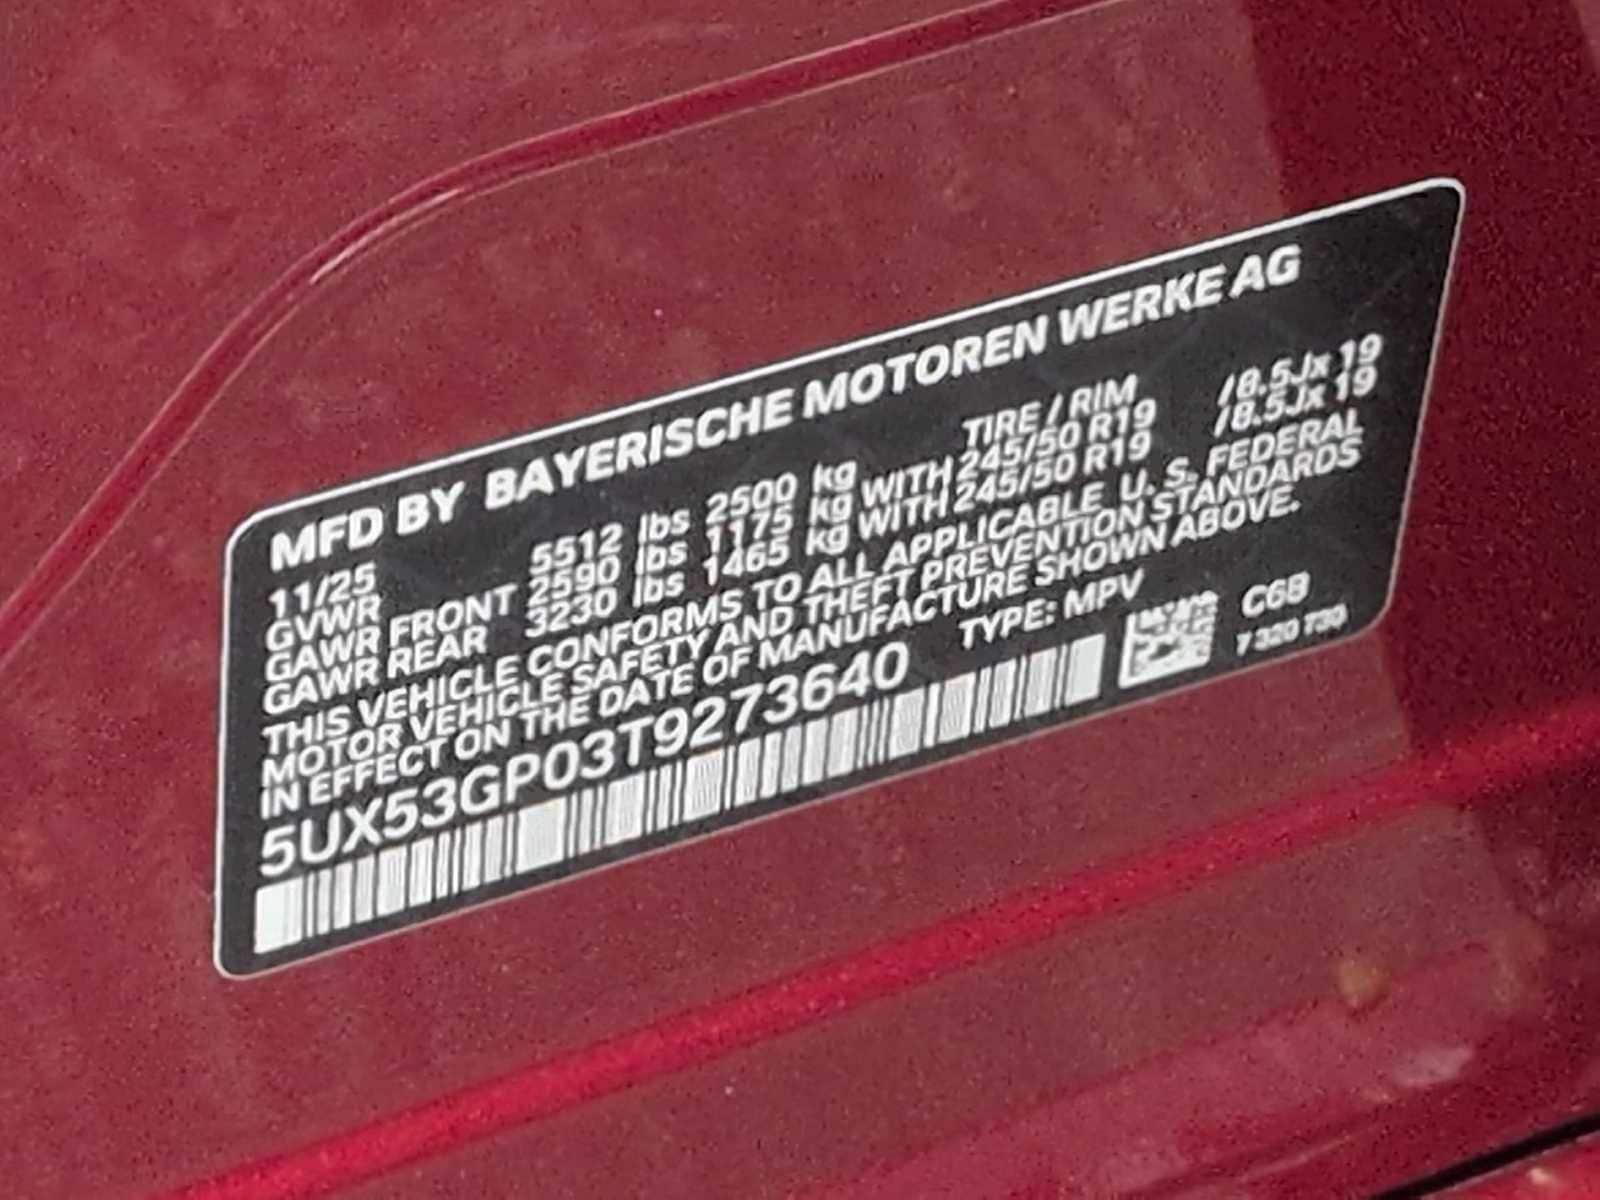 MFD BY BAYERISCHE MOTOREN WERKE AG
11/25 TIRE / RIM
GVWR 5512 lbs 2500 kg
GAWR FRONT 2590 lbs 1175 kg WITH 245/50 R19 /8.5Jx 19
GAWR REAR 3230 lbs 1465 kg WITH 245/50 R19 /8.5Jx 19
THIS VEHICLE CONFORMS TO ALL APPLICABLE U. S. FEDERAL
MOTOR VEHICLE SAFETY AND THEFT PREVENTION STANDARDS
IN EFFECT ON THE DATE OF MANUFACTURE SHOWN ABOVE.
5UX53GP03T9273640 TYPE: MPV
C6B
7 320 730